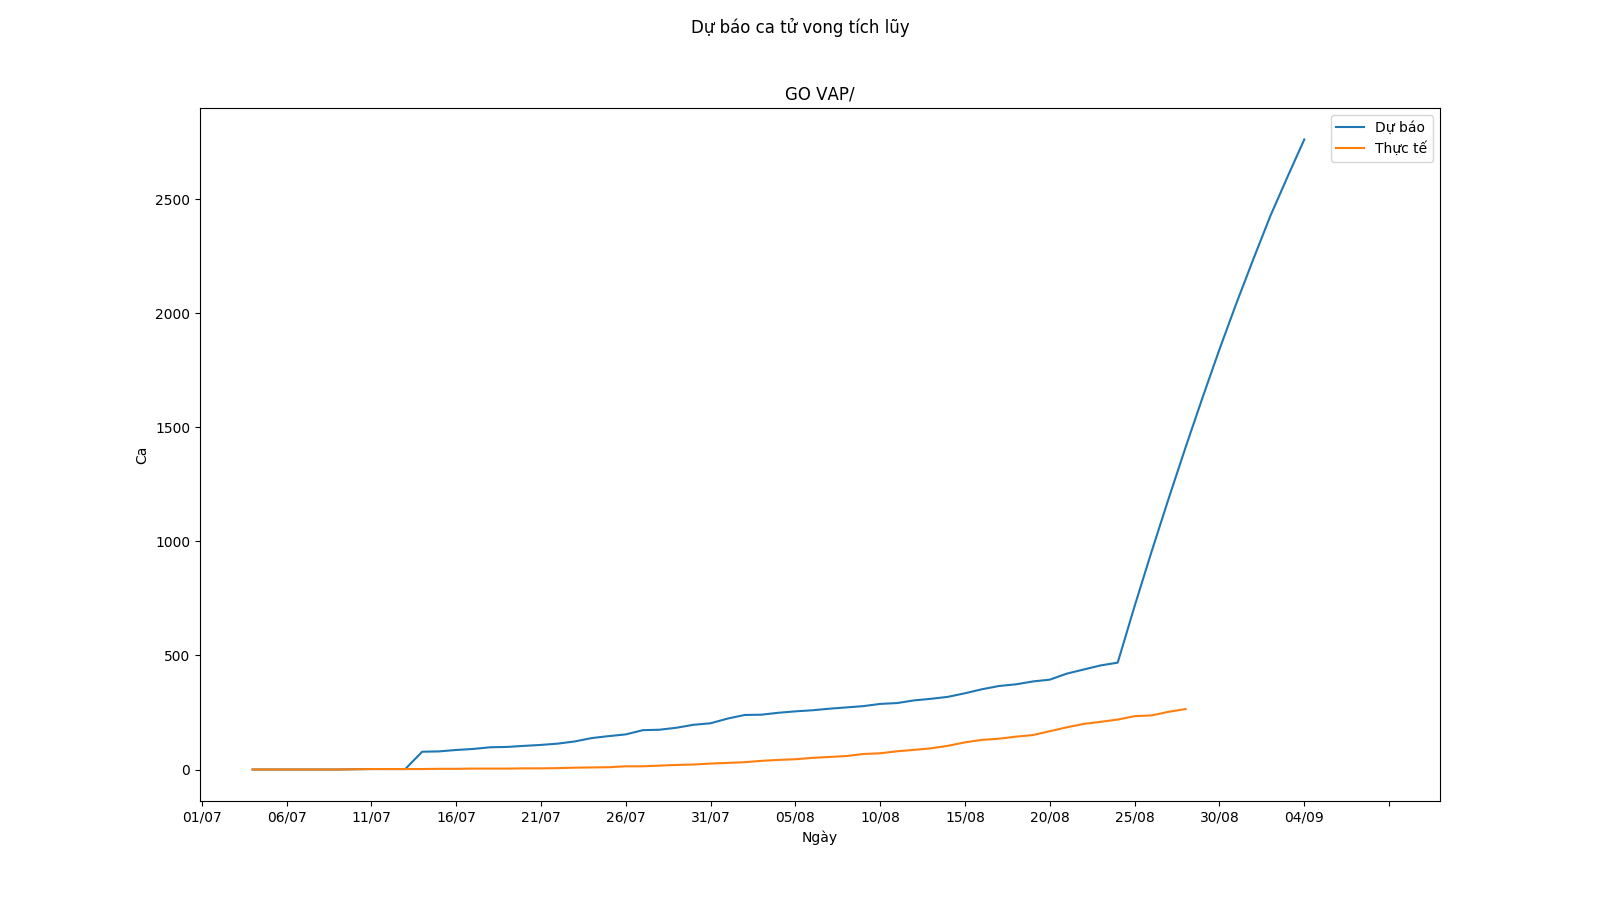 Dự báo ca tử vong tích lũy
GO VAP/
Dự báo
Thực tế
2500
2000
1500
1000
500
0
Ca
01/07 06/07 11/07 16/07 21/07 26/07 31/07 05/08 10/08 15/08 20/08 25/08 30/08 04/09
Ngày